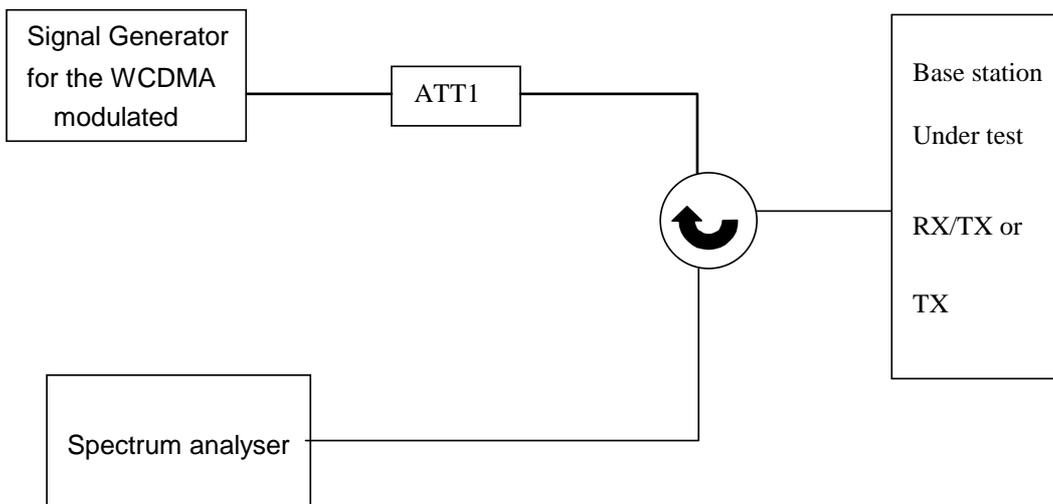 Signal Generator
for the WCDMA
modulated
ATT1
Base station
Under test
RX/TX or
TX
Spectrum analyser